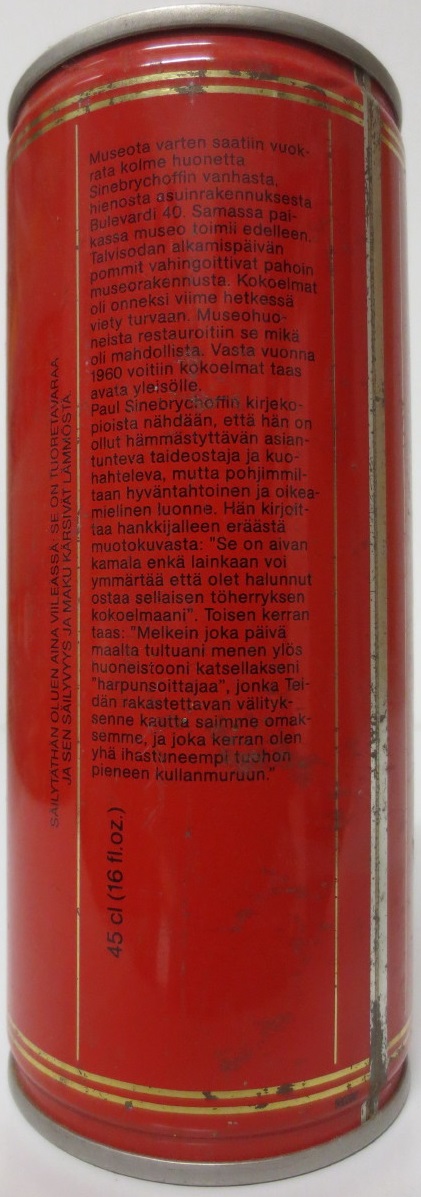 Museota varten saatiin vuok-
rata kolme huonetta
Sinebrychoffin vanhasta,
hienosta asuinrakennuksesta
Bulevardi 40. Samassa pai-
kassa museo toimii edelleen.
Talvisodan alkamispäivän
pommit vahingoittivat pahoin
museorakennusta. Kokoelmat
oli onneksi viime hetkessä
viety turvaan. Museohuo-
neista restauroitiin se mikä
oli mahdollista. Vasta vuonna
1960 voitiin kokoelmat taas
avata yleisölle.
Paul Sinebrychoffin kirjeko-
pioista nähdään, että hän on
ollut hämmästyttävän asian-
tunteva taideostaja ja kuo-
hahteleva, mutta pohjimmil-
taan hyväntahtoinen ja oikea-
mielinen luonne. Hän kirjoit-
taa hankkijalleen eräästä
muotokuvasta: "Se on aivan
kamala enkä lainkaan voi
ymmärtää että olet halunnut
ostaa sellaisen töherryksen
kokoelmaani". Toisen kerran
taas: "Melkein joka päivä
maalta tultuani menen ylös
huoneistooni katsellakseni
"harpunsoittajaa", jonka Tei-
dän rakastettavan välityk-
senne kautta saimme omak-
semme, ja joka kerran olen
yhä ihastuneempi tuohon
pieneen kullanmuruun."
45 cl (16 fl.oz.)
SÄILYTÄTHÄN OLUEN AINA VIILEÄSSÄ. SE ON TUORETAVARAA
JA SEN SÄILYVYYS JA MAKU KÄRSIVÄT LÄMMÖSTÄ.